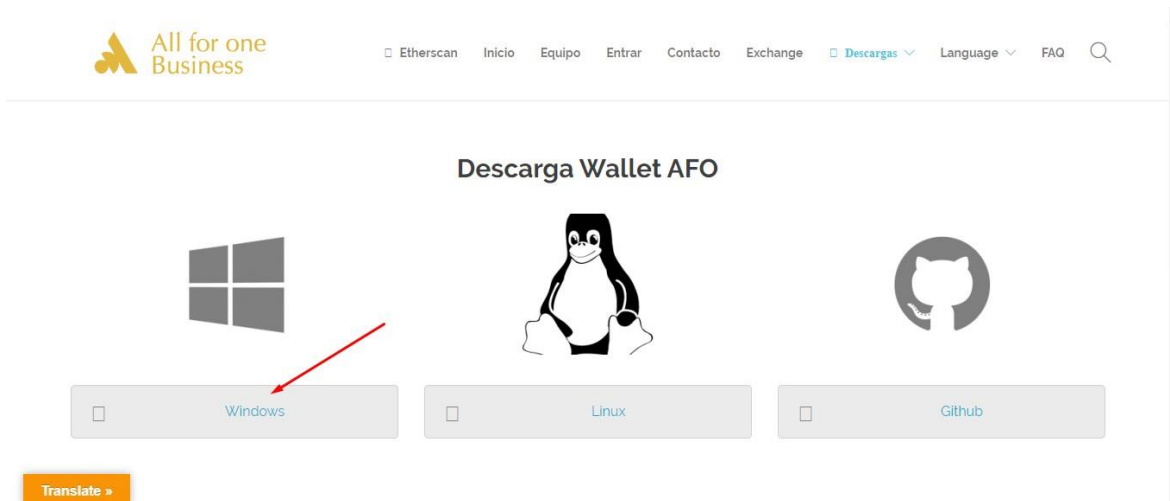 All for one
Business
Etherscan Inicio Equipo Entrar Contacto Exchange Descargas Language FAQ
Descarga Wallet AFO
Windows Linux Github
Translate »